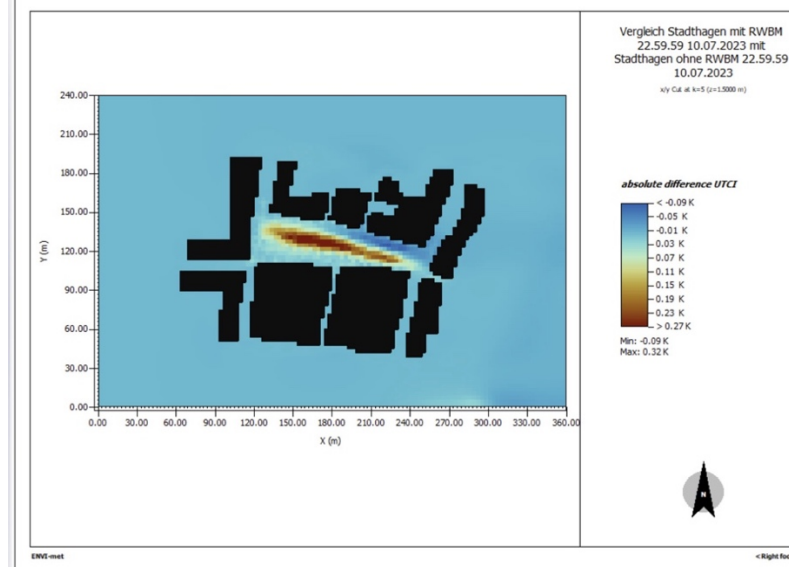 Vergleich Stadthagen mit RWBM
22.59.59 10.07.2023 mit
Stadthagen ohne RWBM 22.59.59
10.07.2023
x/y Cut at k=5 (z=1.5000 m)
240.00
210.00
180.00
150.00
120.00
90.00
60.00
30.00
0.00
Y (m)
0.00 30.00 60.00 90.00 120.00 150.00 180.00 210.00 240.00 270.00 300.00 330.00 360.00
X (m)
absolute difference UTCI
< -0.09 K
-0.05 K
-0.01 K
0.03 K
0.07 K
0.11 K
0.15 K
0.19 K
0.23 K
> 0.27 K
Min: -0.09 K
Max: 0.32 K
N
ENVI-met
< Right foo